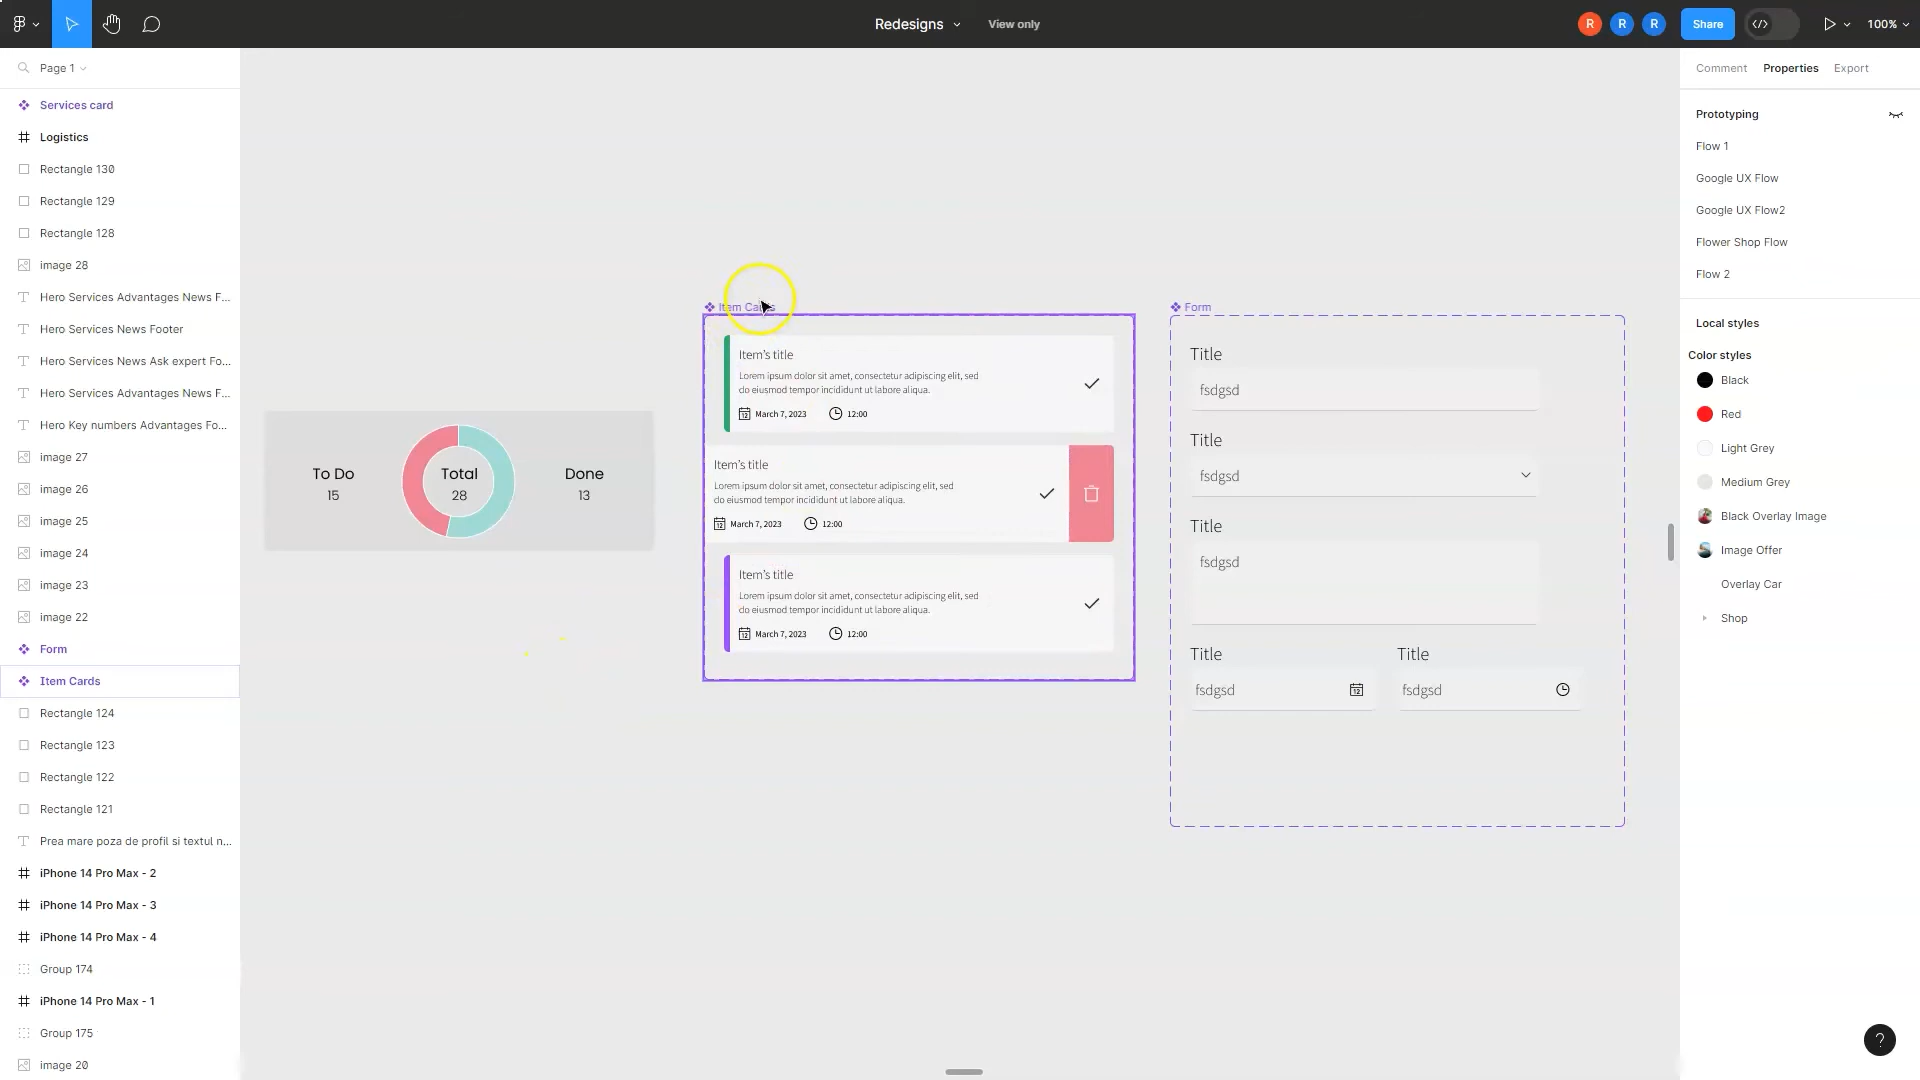 Redesigns
View only
R
R
R
Share
100%
Page 1
Services card
Logistics
Rectangle 130
Rectangle 129
Rectangle 128
image 28
Hero Services Advantages News F...
Hero Services News Footer
Hero Services News Ask expert Fo...
Hero Services Advantages News F...
Hero Key numbers Advantages Fo...
image 27
image 26
image 25
image 24
image 23
image 22
Form
Item Cards
Rectangle 124
Rectangle 123
Rectangle 122
Rectangle 121
Prea mare poza de profil si textul n...
iPhone 14 Pro Max - 2
iPhone 14 Pro Max - 3
iPhone 14 Pro Max - 4
Group 174
iPhone 14 Pro Max - 1
Group 175
image 20
To Do
15
Total
28
Done
13
Item Cards
Item's title
Lorem ipsum dolor sit amet, consectetur adipiscing elit, sed
do eiusmod tempor incididunt ut labore aliqua.
12 March 7, 2023 12:00
Item's title
Lorem ipsum dolor sit amet, consectetur adipiscing elit, sed
do eiusmod tempor incididunt ut labore aliqua.
12 March 7, 2023 12:00
Item's title
Lorem ipsum dolor sit amet, consectetur adipiscing elit, sed
do eiusmod tempor incididunt ut labore aliqua.
12 March 7, 2023 12:00
Form
Title
fsdgsd
Title
fsdgsd
Title
fsdgsd
Title
fsdgsd 12
Title
fsdgsd
Comment Properties Export
Prototyping
Flow 1
Google UX Flow
Google UX Flow2
Flower Shop Flow
Flow 2
Local styles
Color styles
Black
Red
Light Grey
Medium Grey
Black Overlay Image
Image Offer
Overlay Car
Shop
?